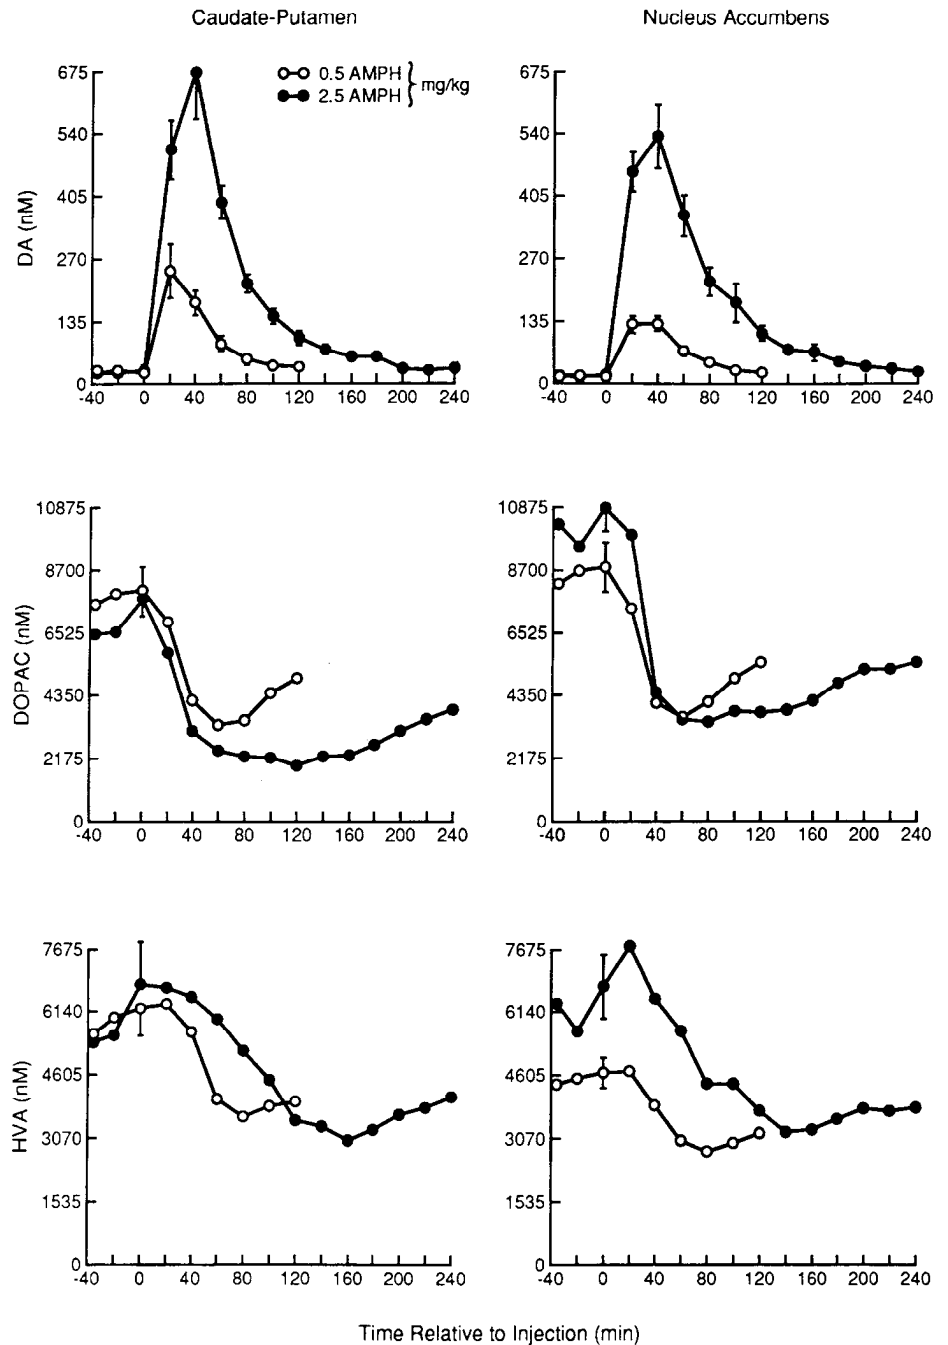 Caudate-Putamen
Nucleus Accumbens
0.5 AMPH
2.5 AMPH
mg/kg
DA (nM)
675
540
405
270
135
0
-40 0 40 80 120 160 200 240
675
540
405
270
135
0
-40 0 40 80 120 160 200 240
DOPAC (nM)
10875
8700
6525
4350
2175
0
-40 0 40 80 120 160 200 240
10875
8700
6525
4350
2175
0
-40 0 40 80 120 160 200 240
HVA (nM)
7675
6140
4605
3070
1535
0
-40 0 40 80 120 160 200 240
7675
6140
4605
3070
1535
0
-40 0 40 80 120 160 200 240
Time Relative to Injection (min)